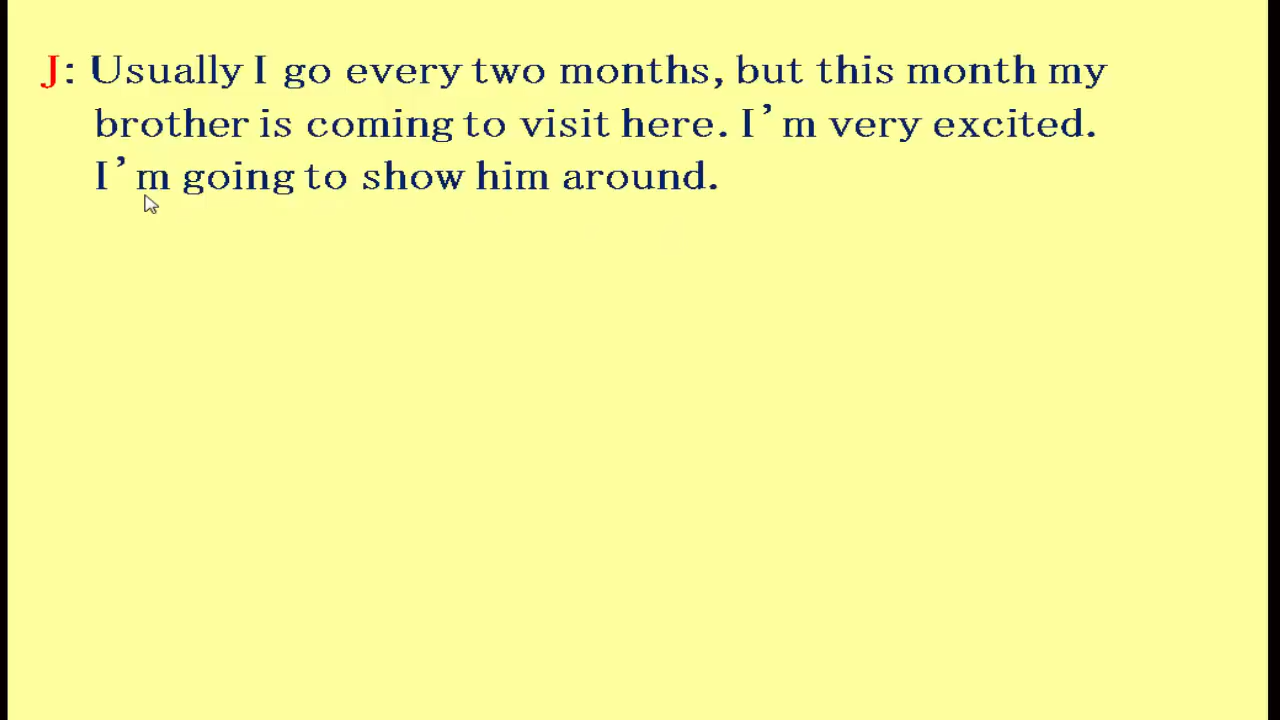 J: Usually I go every two months, but this month my
brother is coming to visit here. I’m very excited.
I’m going to show him around.